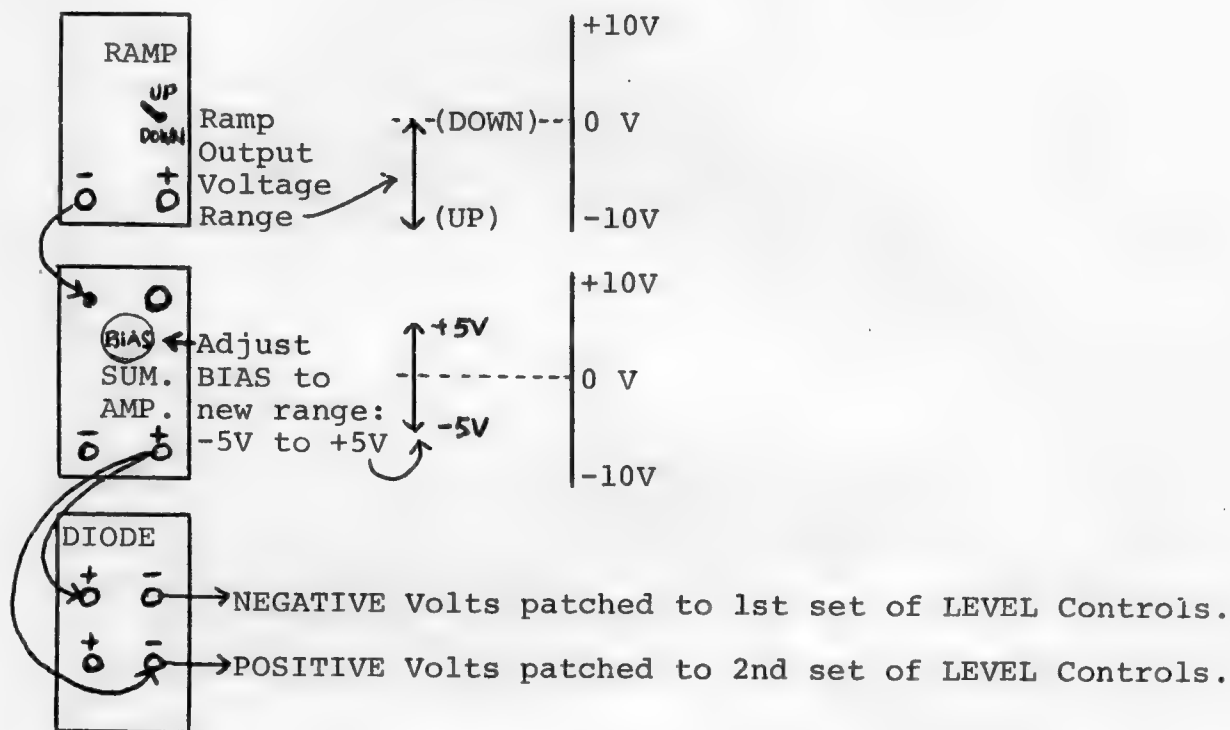 +10V
RAMP
UP
DOWN
Ramp (DOWN) 0 V
Output
Voltage
- + Range (UP) -10V
+10V
BIAS Adjust +5V
SUM. BIAS to 0 V
AMP. new range: -5V
- + -5V to +5V
-10V
DIODE
+ - NEGATIVE Volts patched to 1st set of LEVEL Controls.
+ - POSITIVE Volts patched to 2nd set of LEVEL Controls.